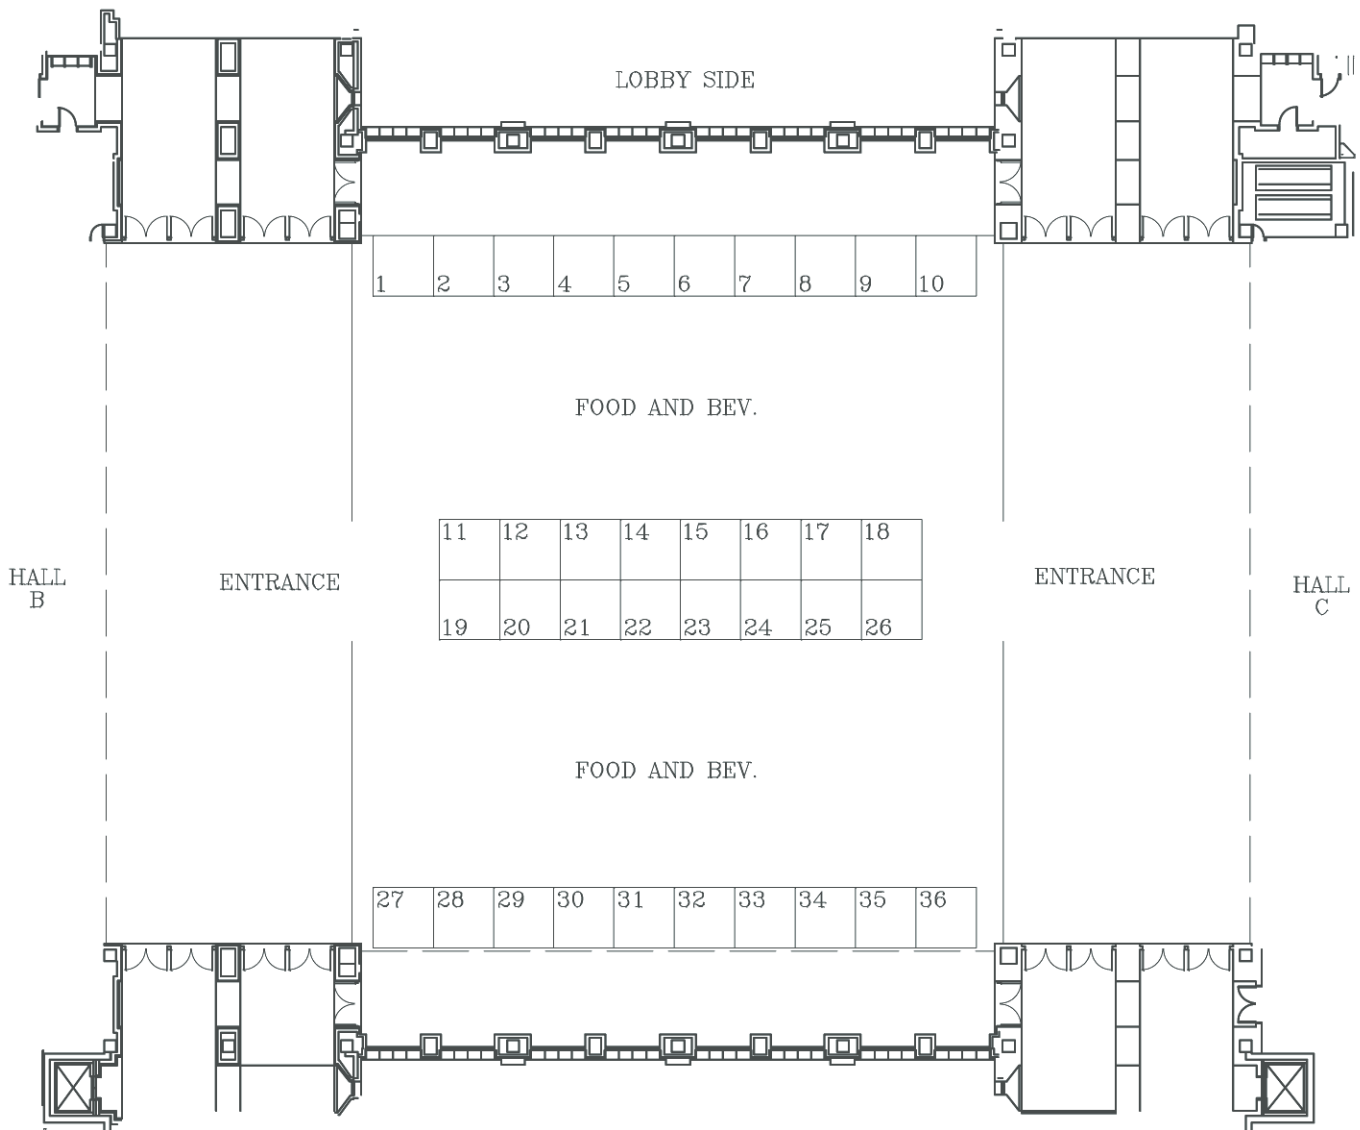 LOBBY SIDE
1 2 3 4 5 6 7 8 9 10
FOOD AND BEV.
11 12 13 14 15 16 17 18
HALL
B
ENTRANCE
ENTRANCE
HALL
C
19 20 21 22 23 24 25 26
FOOD AND BEV.
27 28 29 30 31 32 33 34 35 36